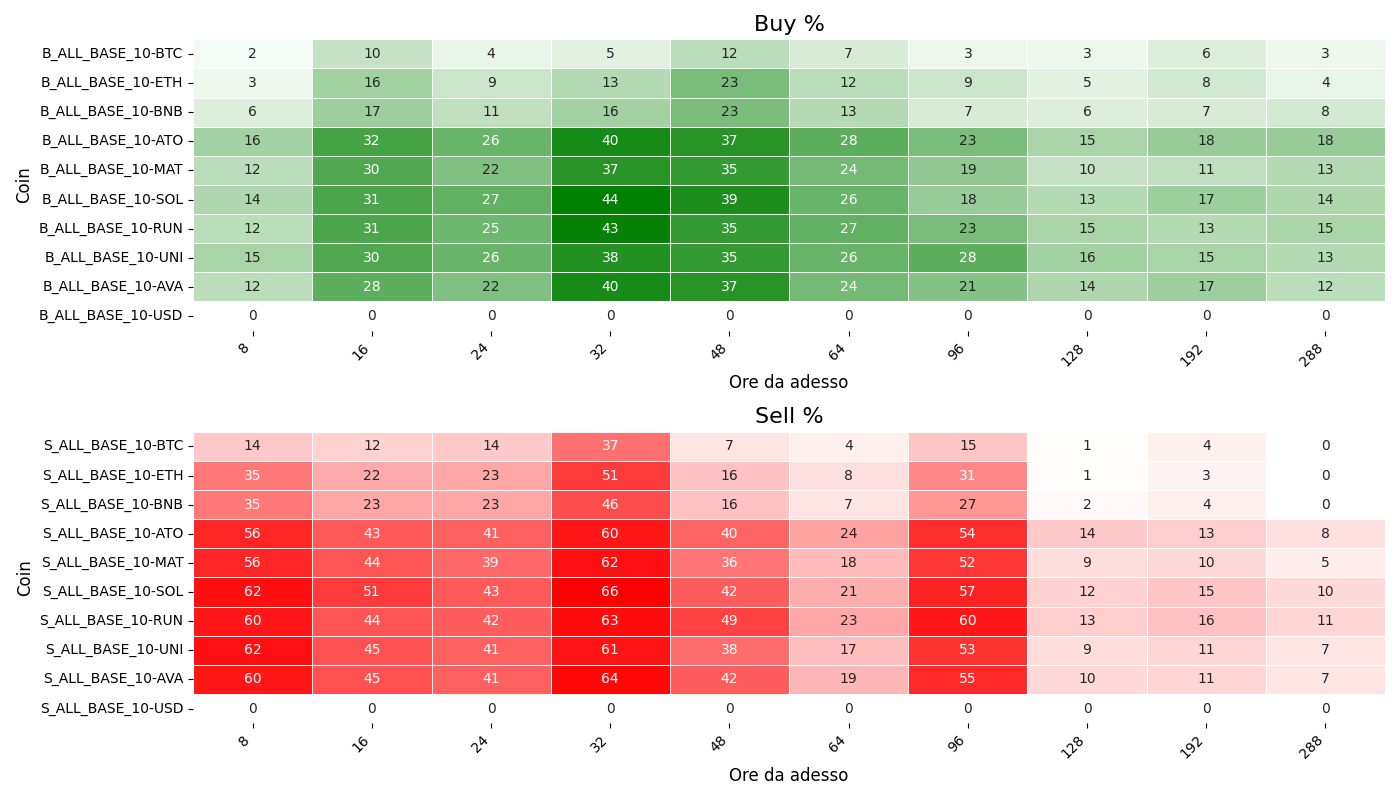 Buy %
Coin
B_ALL_BASE_10-BTC 2 10 4 5 12 7 3 3 6 3
B_ALL_BASE_10-ETH 3 16 9 13 23 12 9 5 8 4
B_ALL_BASE_10-BNB 6 17 11 16 23 13 7 6 7 8
B_ALL_BASE_10-ATO 16 32 26 40 37 28 23 15 18 18
B_ALL_BASE_10-MAT 12 30 22 37 35 24 19 10 11 13
B_ALL_BASE_10-SOL 14 31 27 44 39 26 18 13 17 14
B_ALL_BASE_10-RUN 12 31 25 43 35 27 23 15 13 15
B_ALL_BASE_10-UNI 15 30 26 38 35 26 28 16 15 13
B_ALL_BASE_10-AVA 12 28 22 40 37 24 21 14 17 12
B_ALL_BASE_10-USD 0 0 0 0 0 0 0 0 0 0
8 16 24 32 48 64 96 128 192 288
Ore da adesso
Sell %
Coin
S_ALL_BASE_10-BTC 14 12 14 37 7 4 15 1 4 0
S_ALL_BASE_10-ETH 35 22 23 51 16 8 31 1 3 0
S_ALL_BASE_10-BNB 35 23 23 46 16 7 27 2 4 0
S_ALL_BASE_10-ATO 56 43 41 60 40 24 54 14 13 8
S_ALL_BASE_10-MAT 56 44 39 62 36 18 52 9 10 5
S_ALL_BASE_10-SOL 62 51 43 66 42 21 57 12 15 10
S_ALL_BASE_10-RUN 60 44 42 63 49 23 60 13 16 11
S_ALL_BASE_10-UNI 62 45 41 61 38 17 53 9 11 7
S_ALL_BASE_10-AVA 60 45 41 64 42 19 55 10 11 7
S_ALL_BASE_10-USD 0 0 0 0 0 0 0 0 0 0
8 16 24 32 48 64 96 128 192 288
Ore da adesso